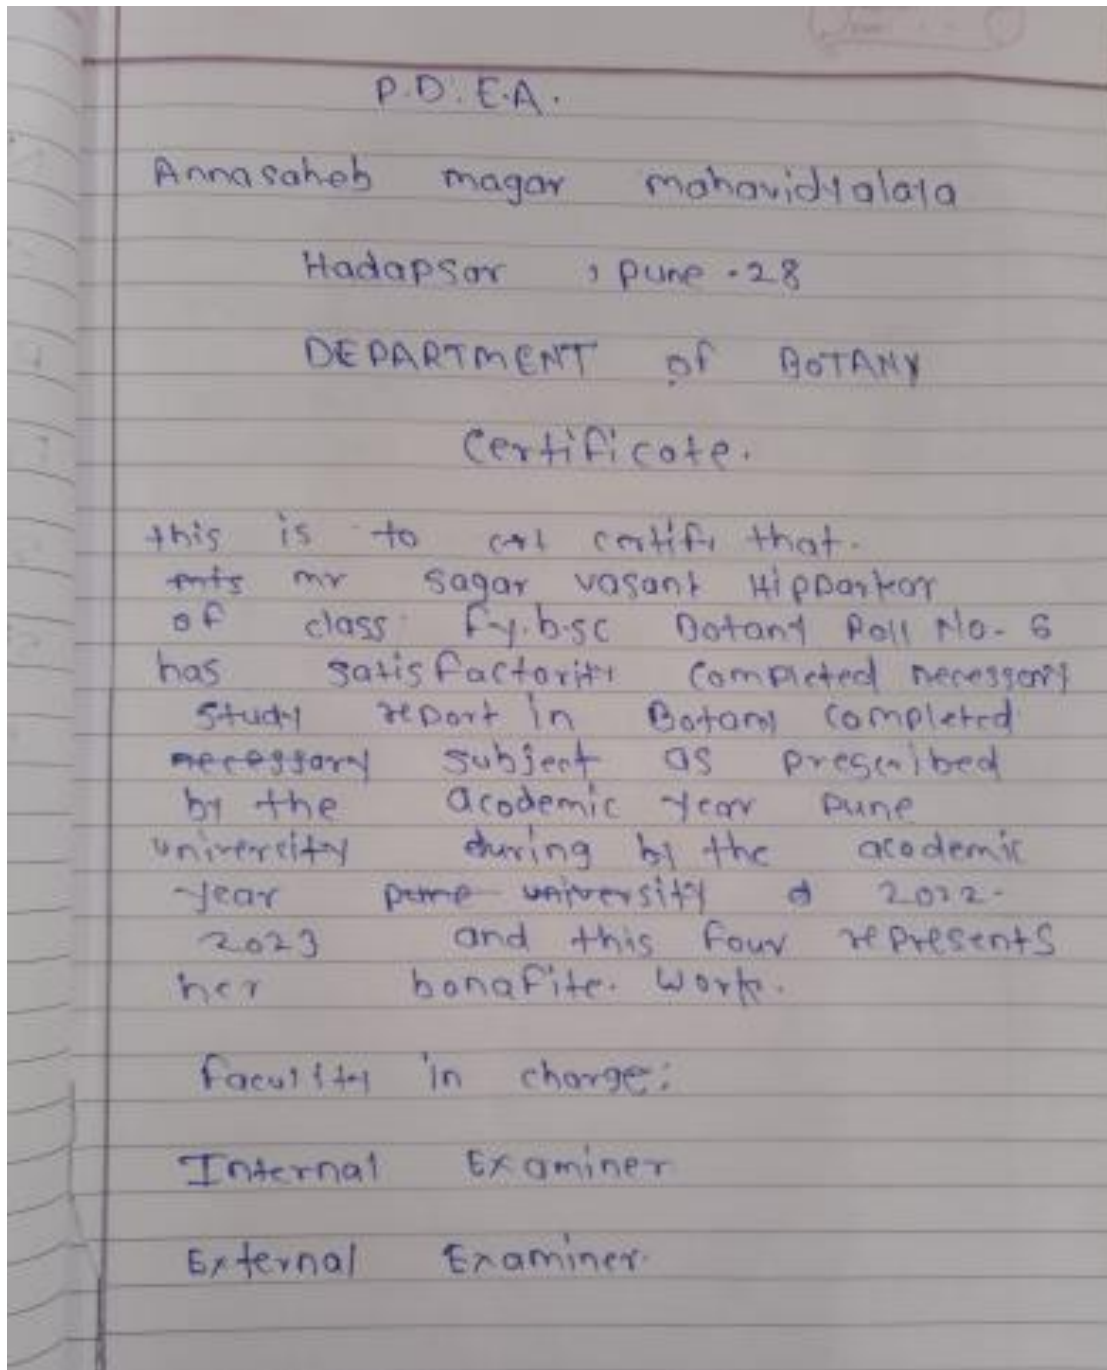 P.D. E.A.
Annasaheb magar mahavidyalaya
Hadapsar , pune - 28
DEPARTMENT of BOTANY
Certificate.
this is to certifi that.
mr sagar vasant Hipparkar
of class F.y.b.sc Botany Roll No- 6
has satisfactority completed necessary
study report in Botany completed
necessary subject as prescribed
by the academic year pune
university during by the academic
year pune university 2022-
2023 and this four represents
her bonafite. work.
faculity in charge:
Internal Examiner
External Examiner.